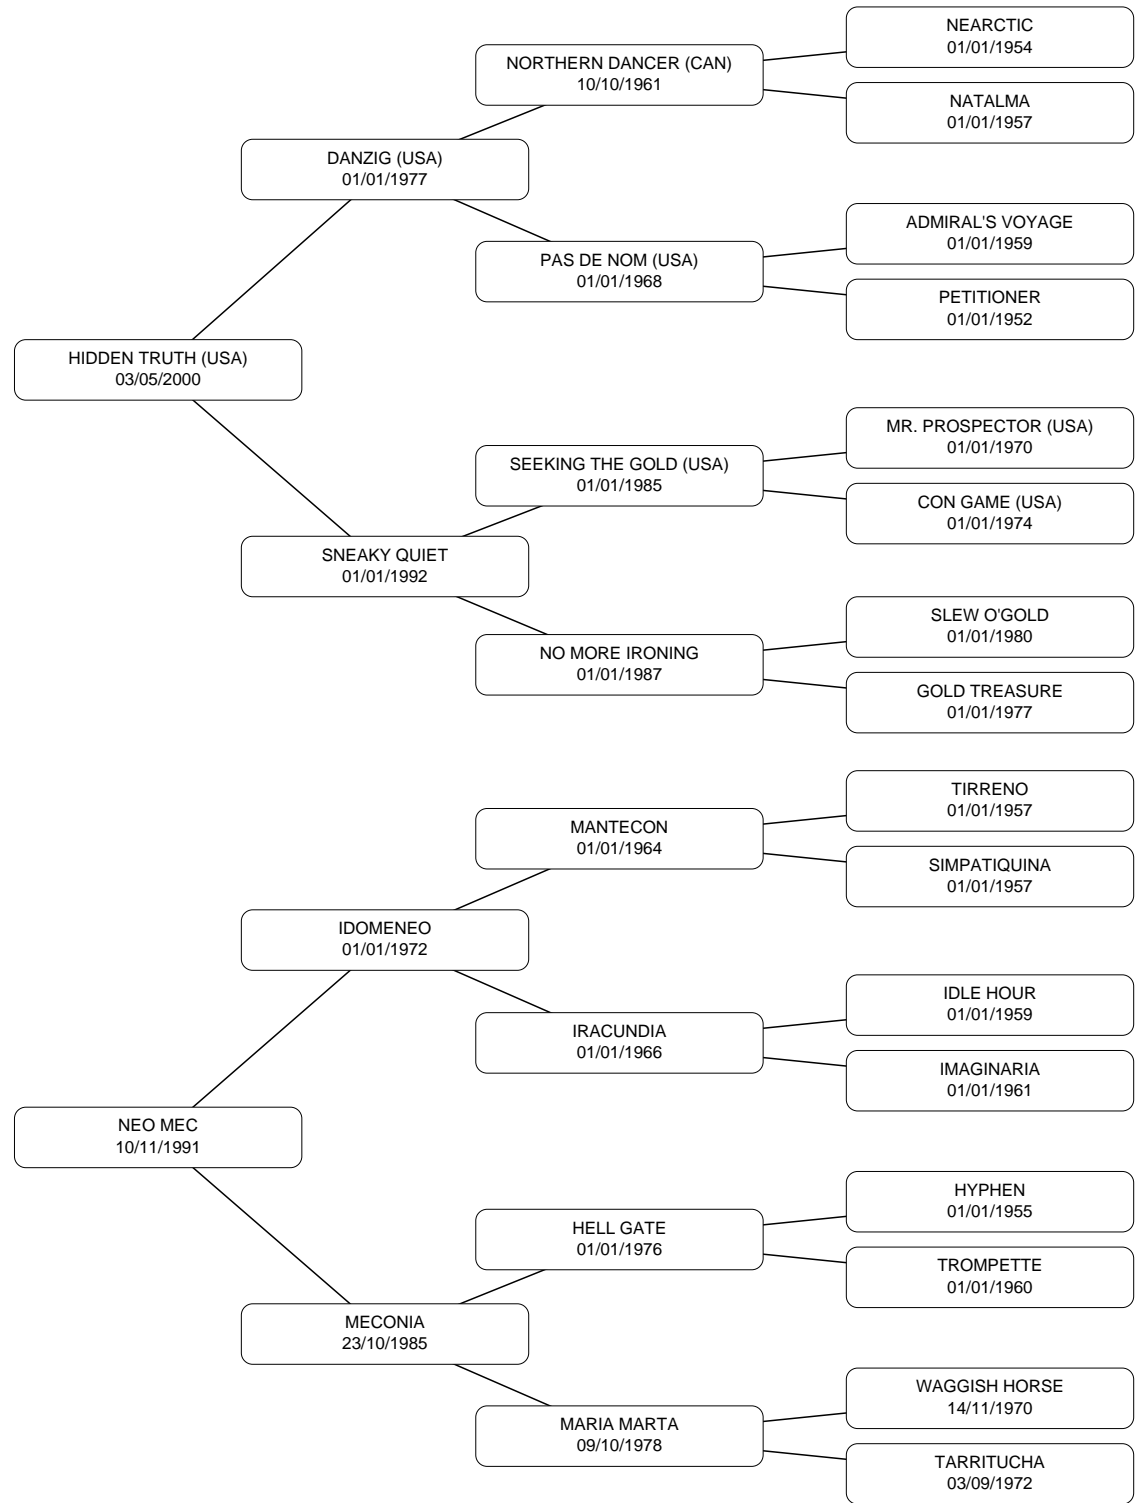 NEARCTIC
01/01/1954
NORTHERN DANCER (CAN)
10/10/1961
NATALMA
01/01/1957
DANZIG (USA)
01/01/1977
ADMIRAL'S VOYAGE
01/01/1959
PAS DE NOM (USA)
01/01/1968
PETITIONER
01/01/1952
HIDDEN TRUTH (USA)
03/05/2000
MR. PROSPECTOR (USA)
01/01/1970
SEEKING THE GOLD (USA)
01/01/1985
CON GAME (USA)
01/01/1974
SNEAKY QUIET
01/01/1992
SLEW O'GOLD
01/01/1980
NO MORE IRONING
01/01/1987
GOLD TREASURE
01/01/1977
TIRRENO
01/01/1957
MANTECON
01/01/1964
SIMPATIQUINA
01/01/1957
IDOMENEO
01/01/1972
IDLE HOUR
01/01/1959
IRACUNDIA
01/01/1966
IMAGINARIA
01/01/1961
NEO MEC
10/11/1991
HYPHEN
01/01/1955
HELL GATE
01/01/1976
TROMPETTE
01/01/1960
MECONIA
23/10/1985
WAGGISH HORSE
14/11/1970
MARIA MARTA
09/10/1978
TARRITUCHA
03/09/1972